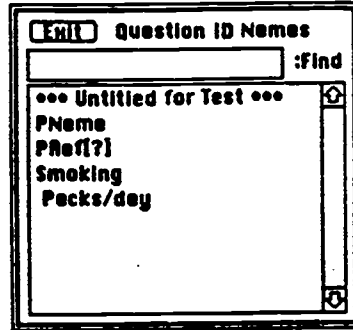 Exit Question ID Names
:Find
*** Untitled for Test ***
PName
PRef[?]
Smoking
Packs/day